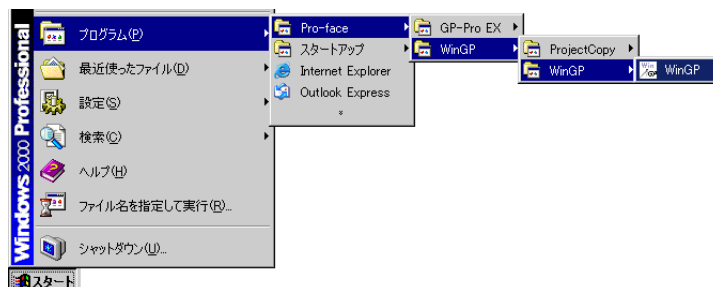 Windows 2000 Professional
プログラム(P)
最近使ったファイル(D)
設定(S)
検索(C)
ヘルプ(H)
ファイル名を指定して実行(R)...
シャットダウン(U)...
スタート
Pro-face
スタートアップ
Internet Explorer
Outlook Express
GP-Pro EX
WinGP
ProjectCopy
WinGP
WinGP